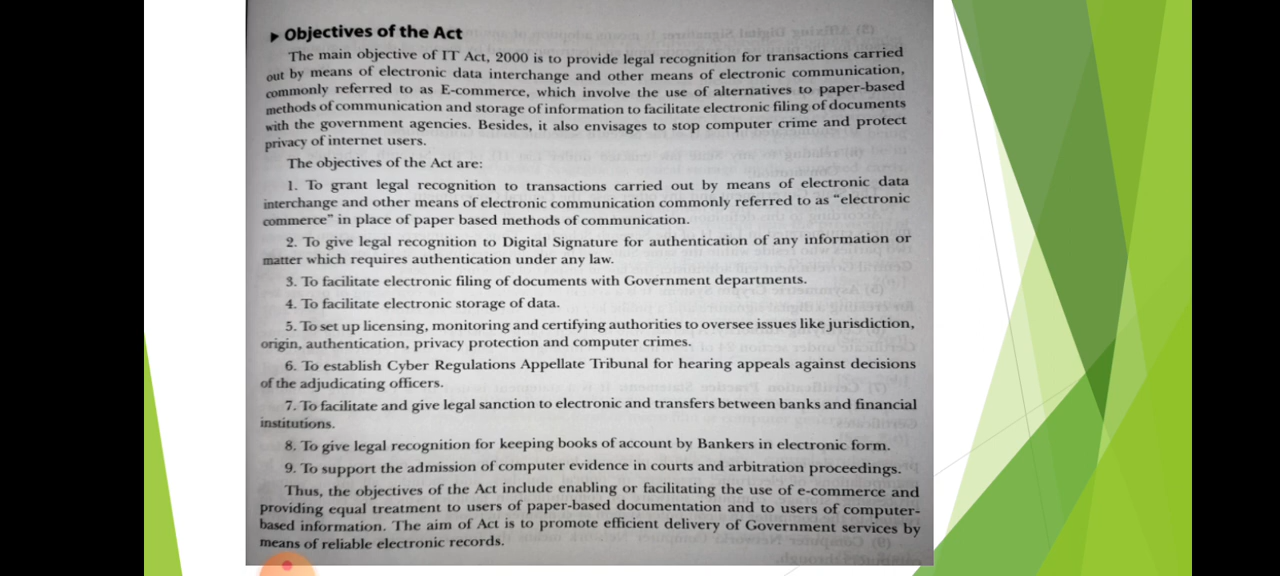 ▸ Objectives of the Act
The main objective of IT Act, 2000 is to provide legal recognition for transactions carried
out by means of electronic data interchange and other means of electronic communication,
commonly referred to as E-commerce, which involve the use of alternatives to paper-based
methods of communication and storage of information to facilitate electronic filing of documents
with the government agencies. Besides, it also envisages to stop computer crime and protect
privacy of internet users.
The objectives of the Act are:
1. To grant legal recognition to transactions carried out by means of electronic data
interchange and other means of electronic communication commonly referred to as "electronic
commerce" in place of paper based methods of communication.
2. To give legal recognition to Digital Signature for authentication of any information or
matter which requires authentication under any law.
3. To facilitate electronic filing of documents with Government departments.
4. To facilitate electronic storage of data.
5. To set up licensing, monitoring and certifying authorities to oversee issues like jurisdiction,
origin, authentication, privacy protection and computer crimes.
6. To establish Cyber Regulations Appellate Tribunal for hearing appeals against decisions
of the adjudicating officers.
7. To facilitate and give legal sanction to electronic and transfers between banks and financial
institutions.
8. To give legal recognition for keeping books of account by Bankers in electronic form.
9. To support the admission of computer evidence in courts and arbitration proceedings.
Thus, the objectives of the Act include enabling or facilitating the use of e-commerce and
providing equal treatment to users of paper-based documentation and to users of computer-
based information. The aim of Act is to promote efficient delivery of Government services by
means of reliable electronic records.